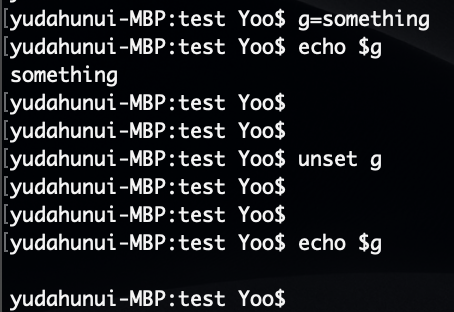 yudahunui-MBP:test Yoo$ g=something
[yudahunui-MBP:test Yoo$ echo $g
something
[yudahunui-MBP:test Yoo$
[yudahunui-MBP:test Yoo$
[yudahunui-MBP:test Yoo$ unset g
[yudahunui-MBP:test Yoo$
[yudahunui-MBP:test Yoo$
[yudahunui-MBP:test Yoo$ echo $g
yudahunui-MBP:test Yoo$